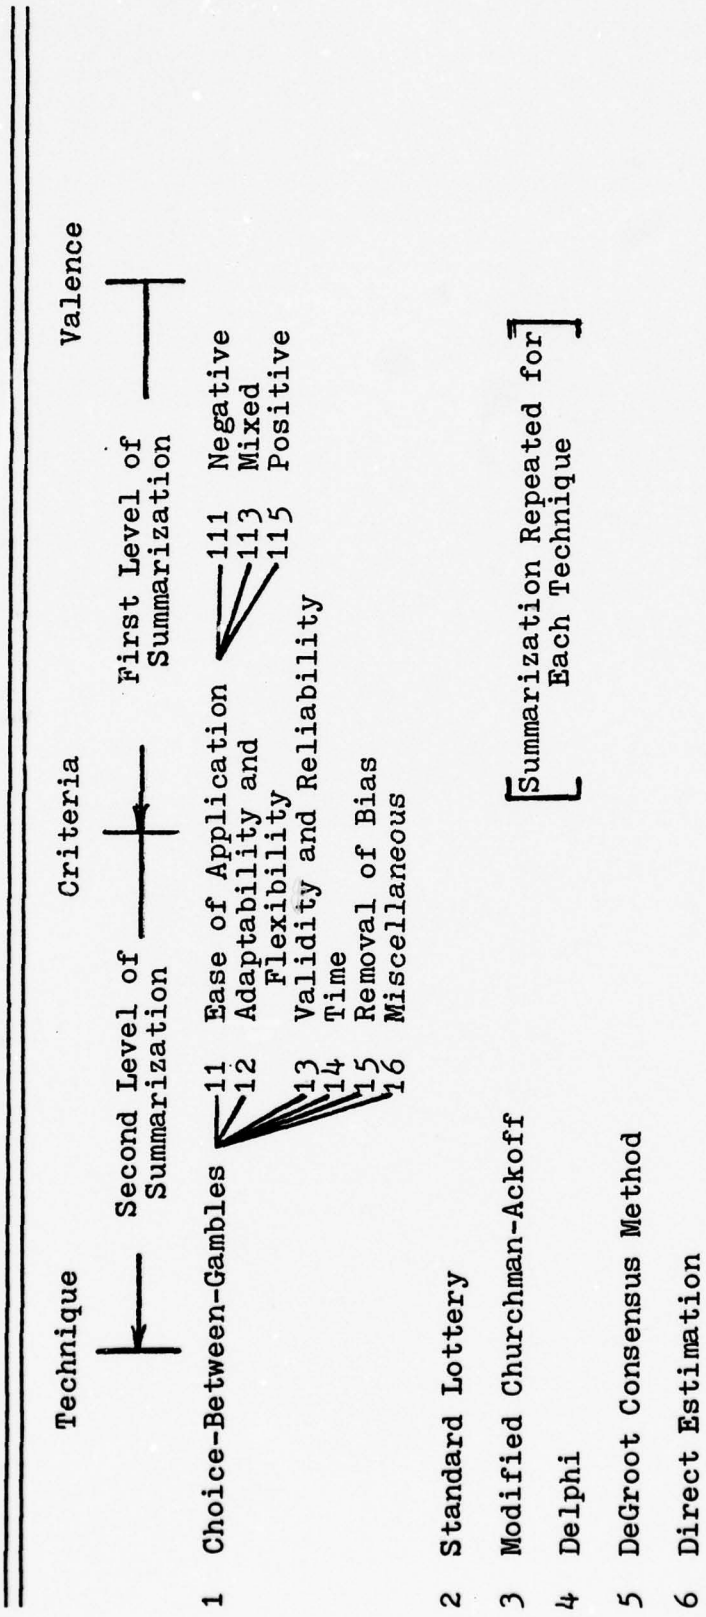 Technique
Second Level of
Summarization
Criteria
First Level of
Summarization
Valence
1 Choice-Between-Gambles
11 Ease of Application
12 Adaptability and
Flexibility
13 Validity and Reliability
14 Time
15 Removal of Bias
16 Miscellaneous
111 Negative
113 Mixed
115 Positive
2 Standard Lottery
3 Modified Churchman-Ackoff
4 Delphi
5 DeGroot Consensus Method
6 Direct Estimation
[Summarization Repeated for
Each Technique]